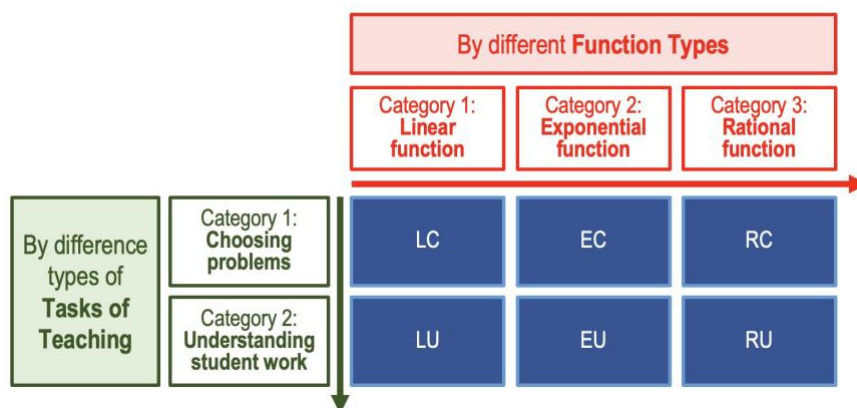 By different Function Types
Category 1:
Linear
function
Category 2:
Exponential
function
Category 3:
Rational
function
By difference
types of
Tasks of
Teaching
Category 1:
Choosing
problems
LC
EC
RC
Category 2:
Understanding
student work
LU
EU
RU